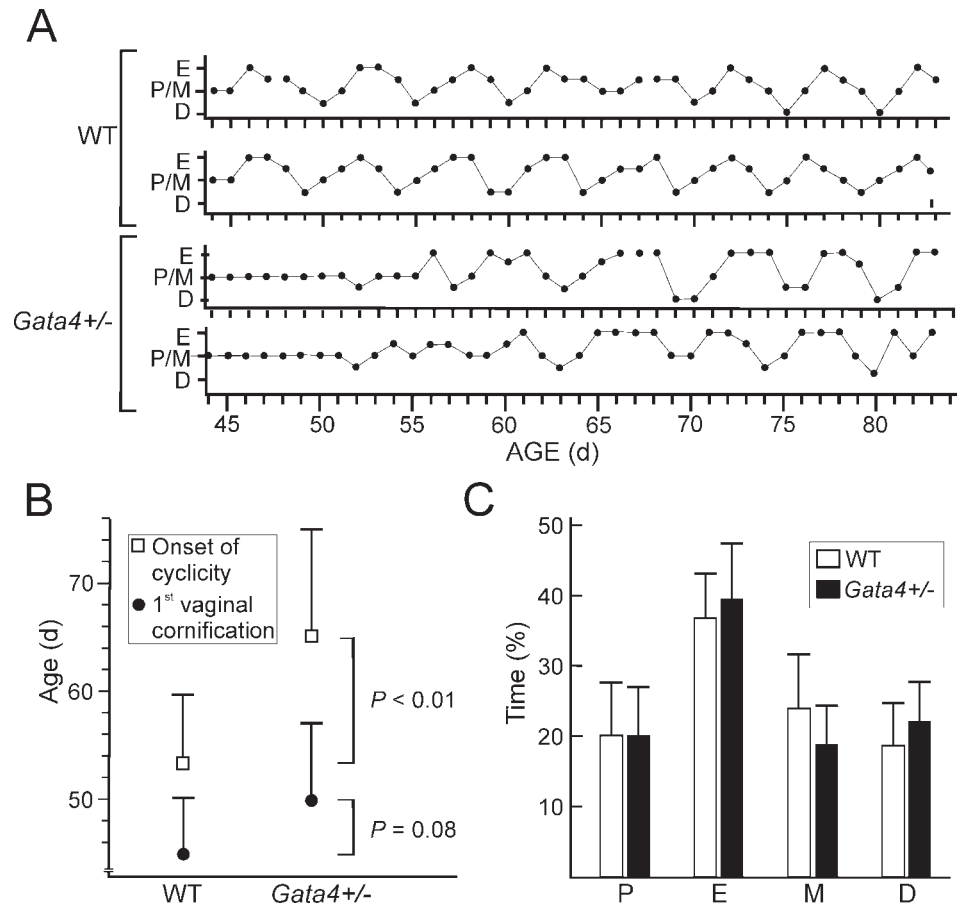 A
WT
E
P/M
D
E
P/M
D
Gata4+/-
E
P/M
D
E
P/M
D
45 50 55 60 65 70 75 80
AGE (d)
B
Age (d)
70
60
50
Onset of
cyclicity
1st vaginal
cornification
P < 0.01
P = 0.08
WT Gata4+/-
C
Time (%)
50
40
30
20
10
WT
Gata4+/-
P E M D